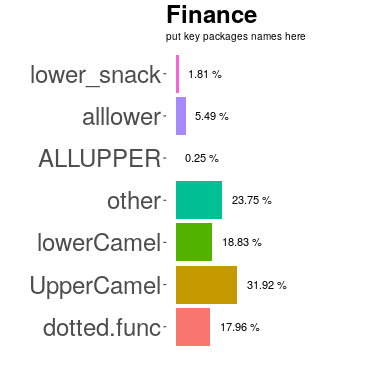 Finance
put key packages names here
lower_snack
1.81 %
alllower
5.49 %
ALLUPPER
0.25 %
other
23.75 %
lowerCamel
18.83 %
UpperCamel
31.92 %
dotted.func
17.96 %